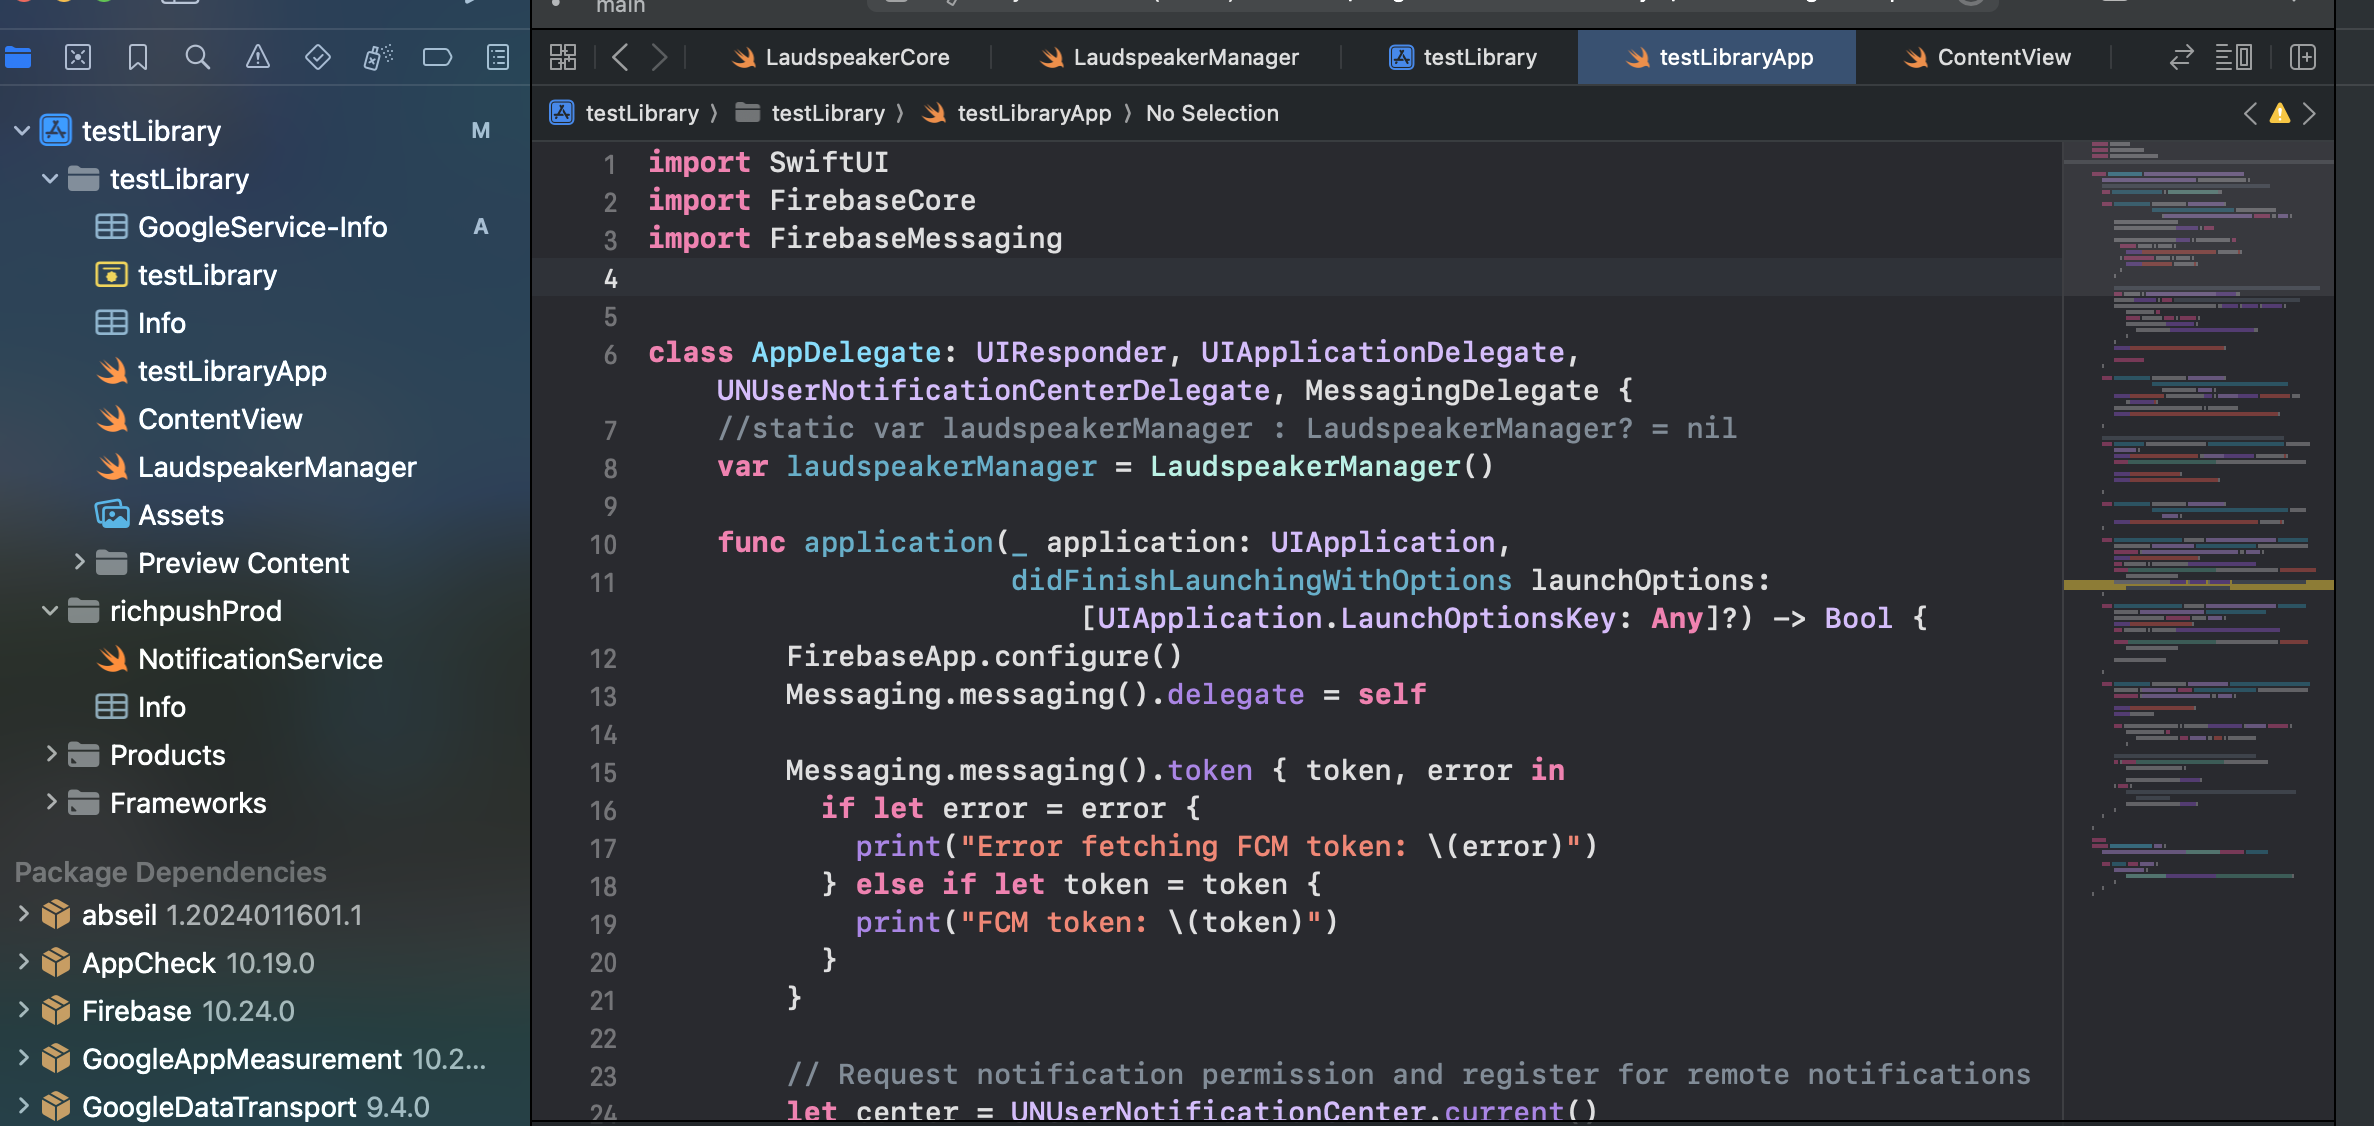 main
LaudspeakerCore
LaudspeakerManager
testLibrary
testLibraryApp
ContentView
testLibrary
testLibrary
testLibraryApp
No Selection
testLibrary M
testLibrary
GoogleService-Info A
testLibrary
Info
testLibraryApp
ContentView
LaudspeakerManager
Assets
Preview Content
richpushProd
NotificationService
Info
Products
Frameworks
Package Dependencies
abseil 1.2024011601.1
AppCheck 10.19.0
Firebase 10.24.0
GoogleAppMeasurement 10.2...
GoogleDataTransport 9.4.0
1 import SwiftUI
2 import FirebaseCore
3 import FirebaseMessaging
4
5
6 class AppDelegate: UIResponder, UIApplicationDelegate,
UNUserNotificationCenterDelegate, MessagingDelegate {
7 //static var laudspeakerManager : LaudspeakerManager? = nil
8 var laudspeakerManager = LaudspeakerManager()
9
10 func application(_ application: UIApplication,
11 didFinishLaunchingWithOptions launchOptions:
[UIApplication.LaunchOptionsKey: Any]?) -> Bool {
12 FirebaseApp.configure()
13 Messaging.messaging().delegate = self
14
15 Messaging.messaging().token { token, error in
16 if let error = error {
17 print("Error fetching FCM token: \(error)")
18 } else if let token = token {
19 print("FCM token: \(token)")
20 }
21 }
22
23 // Request notification permission and register for remote notifications
24 let center = UNUserNotificationCenter.current()